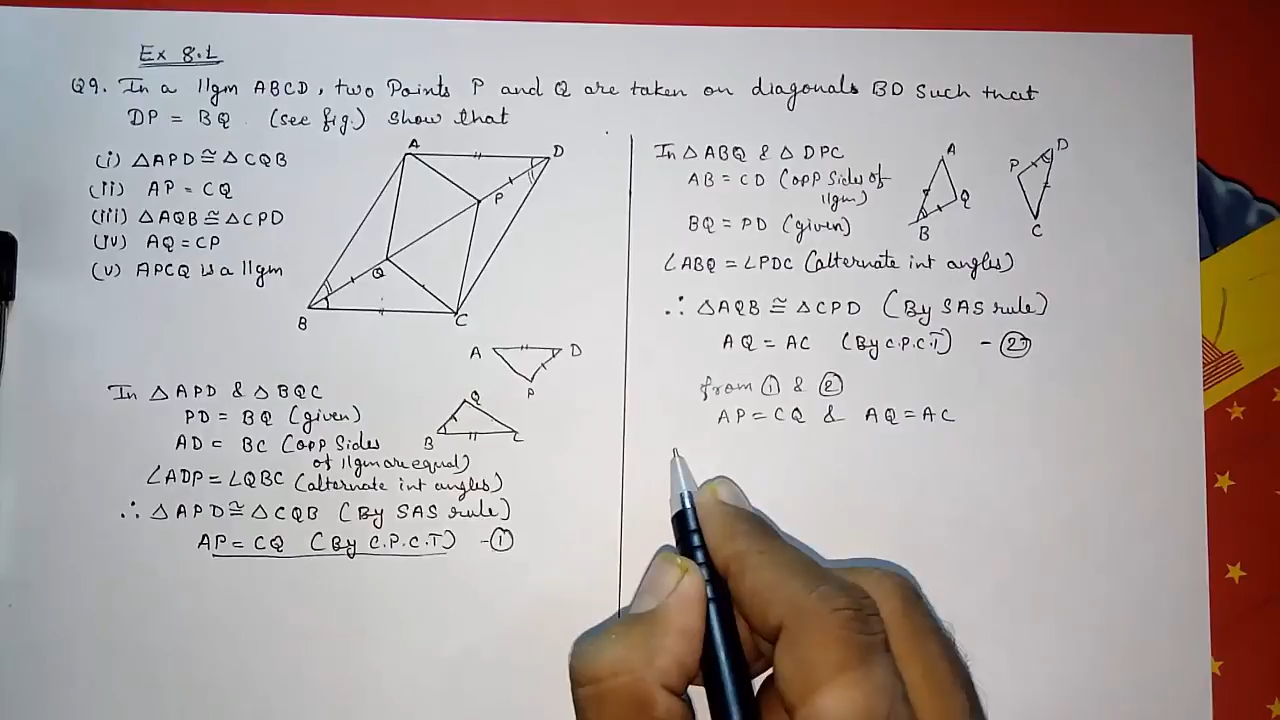 Ex 8.1
Q9. In a llgm ABCD, two Points P and Q are taken on diagonals BD Such that
DP = BQ. (see fig.) show that
(i) △APD ≅ △CQB
(ii) AP = CQ
(iii) △AQB ≅ △CPD
(iv) AQ = CP
(v) APCQ is a llgm
A
D
P
Q
B
C
A D
P
In △APD & △BQC
PD = BQ (given)
AD = BC (opp sides
of llgm are equal)
∠ADP = ∠QBC (alternate int angles)
∴ △APD ≅ △CQB (By SAS rule)
AP = CQ (By C.P.C.T) - ①
Q
B C
In △ABQ & △DPC
AB = CD (opp sides of
llgm)
BQ = PD (given)
∠ABQ = ∠PDC (alternate int angles)
∴ △AQB ≅ △CPD (By SAS rule)
AQ = AC (By C.P.C.T) - ②
from ① & ②
AP = CQ & AQ = AC
A
Q
B
D
P
C